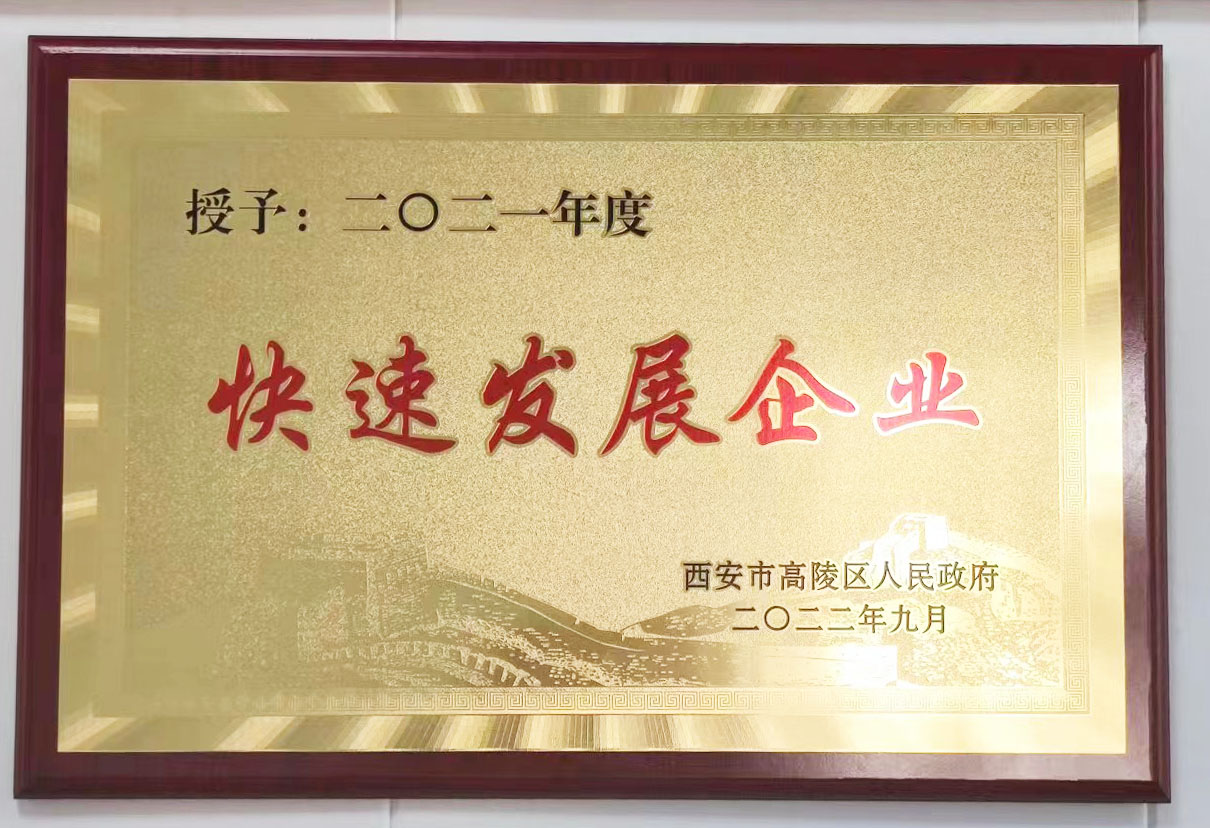 授予：二〇二一年度
快速发展企业
西安市高陵区人民政府
二〇二二年九月